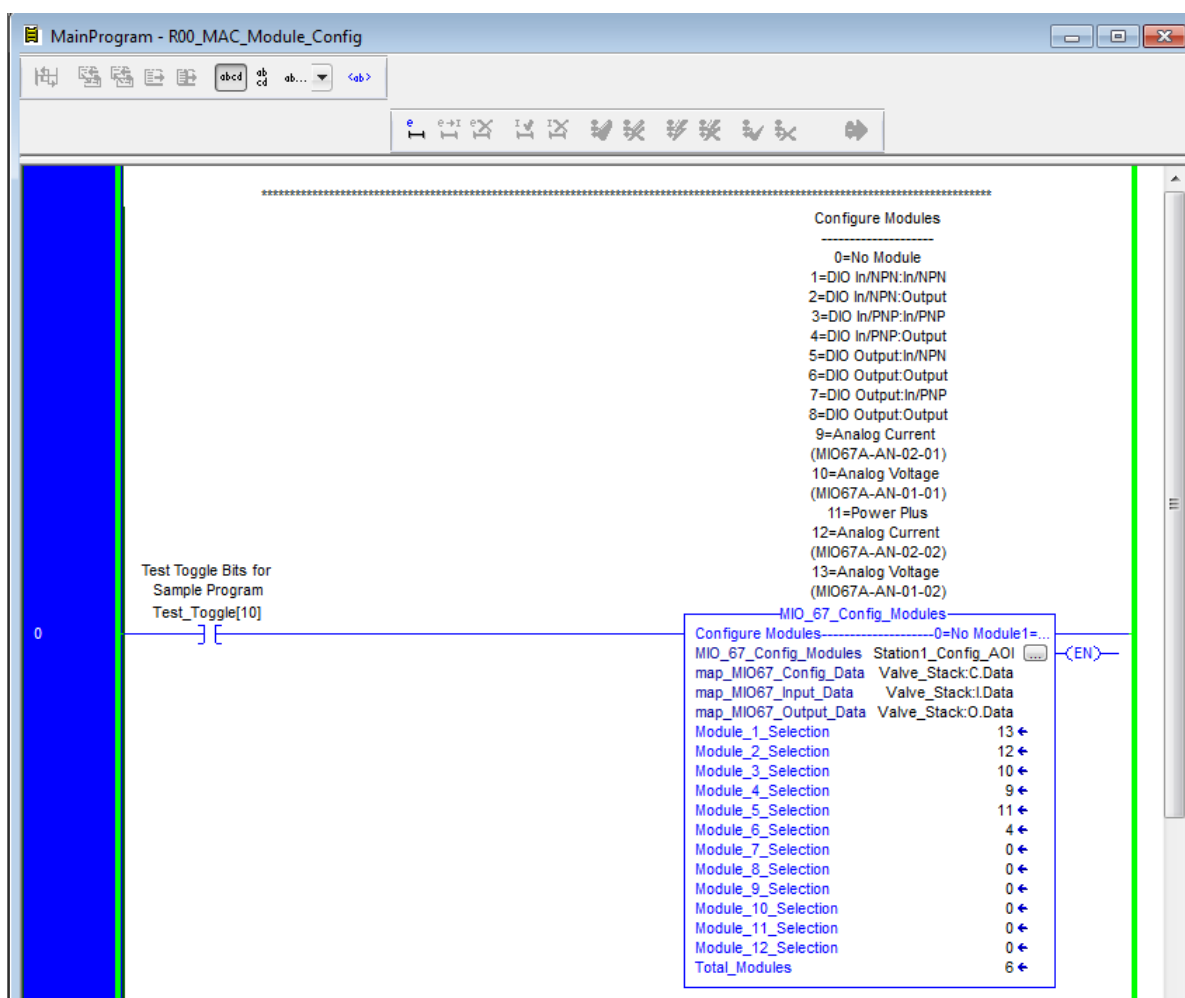 MainProgram - R00_MAC_Module_Config
abcd ab cd ab... <ab>
e e→I e I I
*****************************************************************************************************************************
Configure Modules
--------------------
0=No Module
1=DIO In/NPN:In/NPN
2=DIO In/NPN:Output
3=DIO In/PNP:In/PNP
4=DIO In/PNP:Output
5=DIO Output:In/NPN
6=DIO Output:Output
7=DIO Output:In/PNP
8=DIO Output:Output
9=Analog Current
(MIO67A-AN-02-01)
10=Analog Voltage
(MIO67A-AN-01-01)
11=Power Plus
12=Analog Current
(MIO67A-AN-02-02)
13=Analog Voltage
(MIO67A-AN-01-02)
Test Toggle Bits for
Sample Program
Test_Toggle[10]
0
MIO_67_Config_Modules
Configure Modules--------------------0=No Module1=...
MIO_67_Config_Modules Station1_Config_AOI ... (EN)
map_MIO67_Config_Data Valve_Stack:C.Data
map_MIO67_Input_Data Valve_Stack:I.Data
map_MIO67_Output_Data Valve_Stack:O.Data
Module_1_Selection 13 ←
Module_2_Selection 12 ←
Module_3_Selection 10 ←
Module_4_Selection 9 ←
Module_5_Selection 11 ←
Module_6_Selection 4 ←
Module_7_Selection 0 ←
Module_8_Selection 0 ←
Module_9_Selection 0 ←
Module_10_Selection 0 ←
Module_11_Selection 0 ←
Module_12_Selection 0 ←
Total_Modules 6 ←